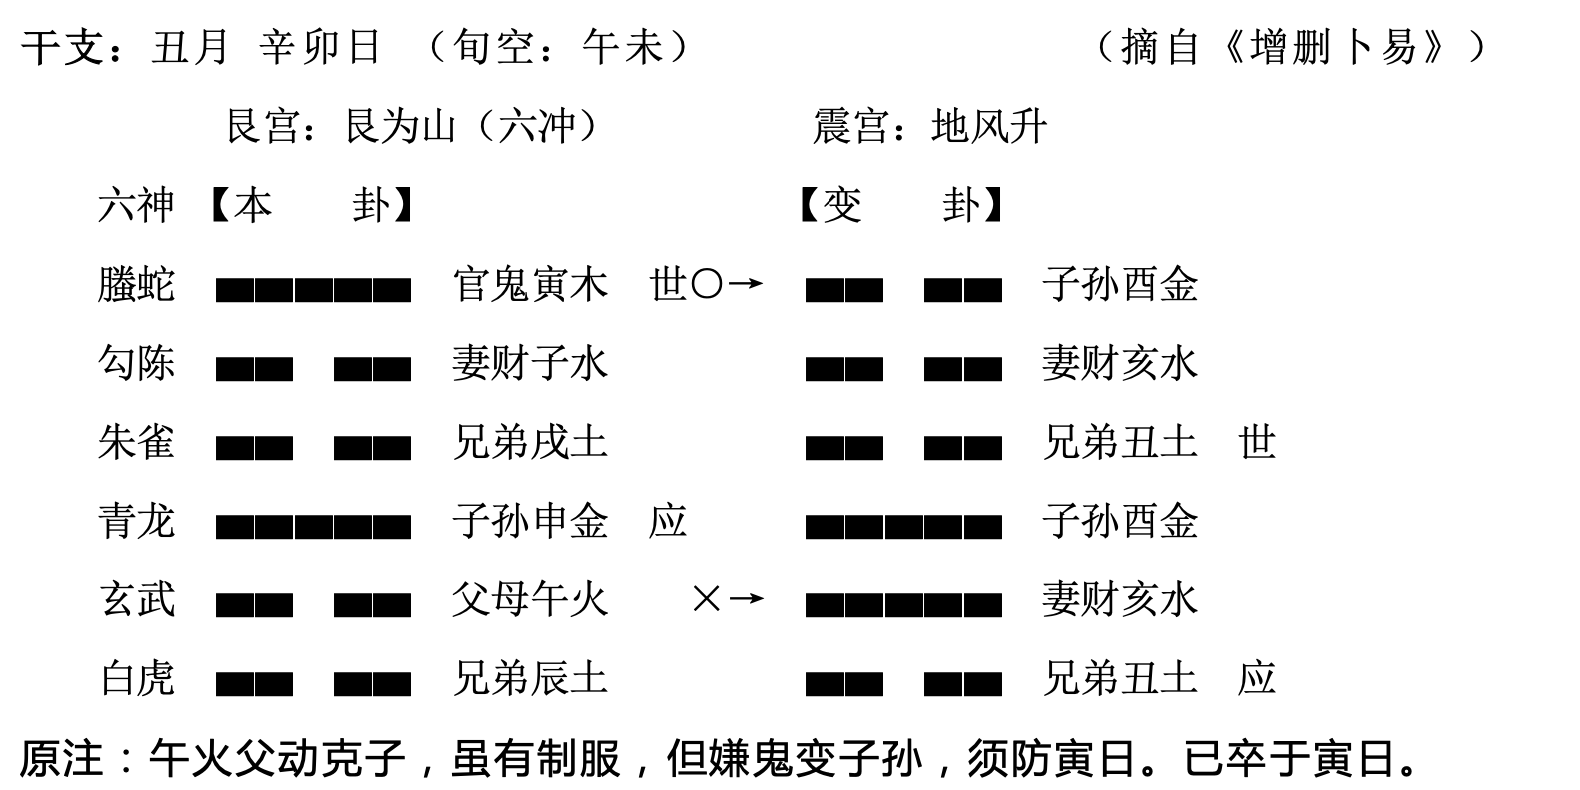 干支：丑月 辛卯日 （旬空：午未） （摘自《增删卜易》）
艮宫：艮为山（六冲） 震宫：地风升
六神 【本 卦】 【变 卦】
螣蛇 官鬼寅木 世○→ 子孙酉金
勾陈 妻财子水 妻财亥水
朱雀 兄弟戌土 兄弟丑土 世
青龙 子孙申金 应 子孙酉金
玄武 父母午火 ×→ 妻财亥水
白虎 兄弟辰土 兄弟丑土 应
原注：午火父动克子，虽有制服，但嫌鬼变子孙，须防寅日。已卒于寅日。